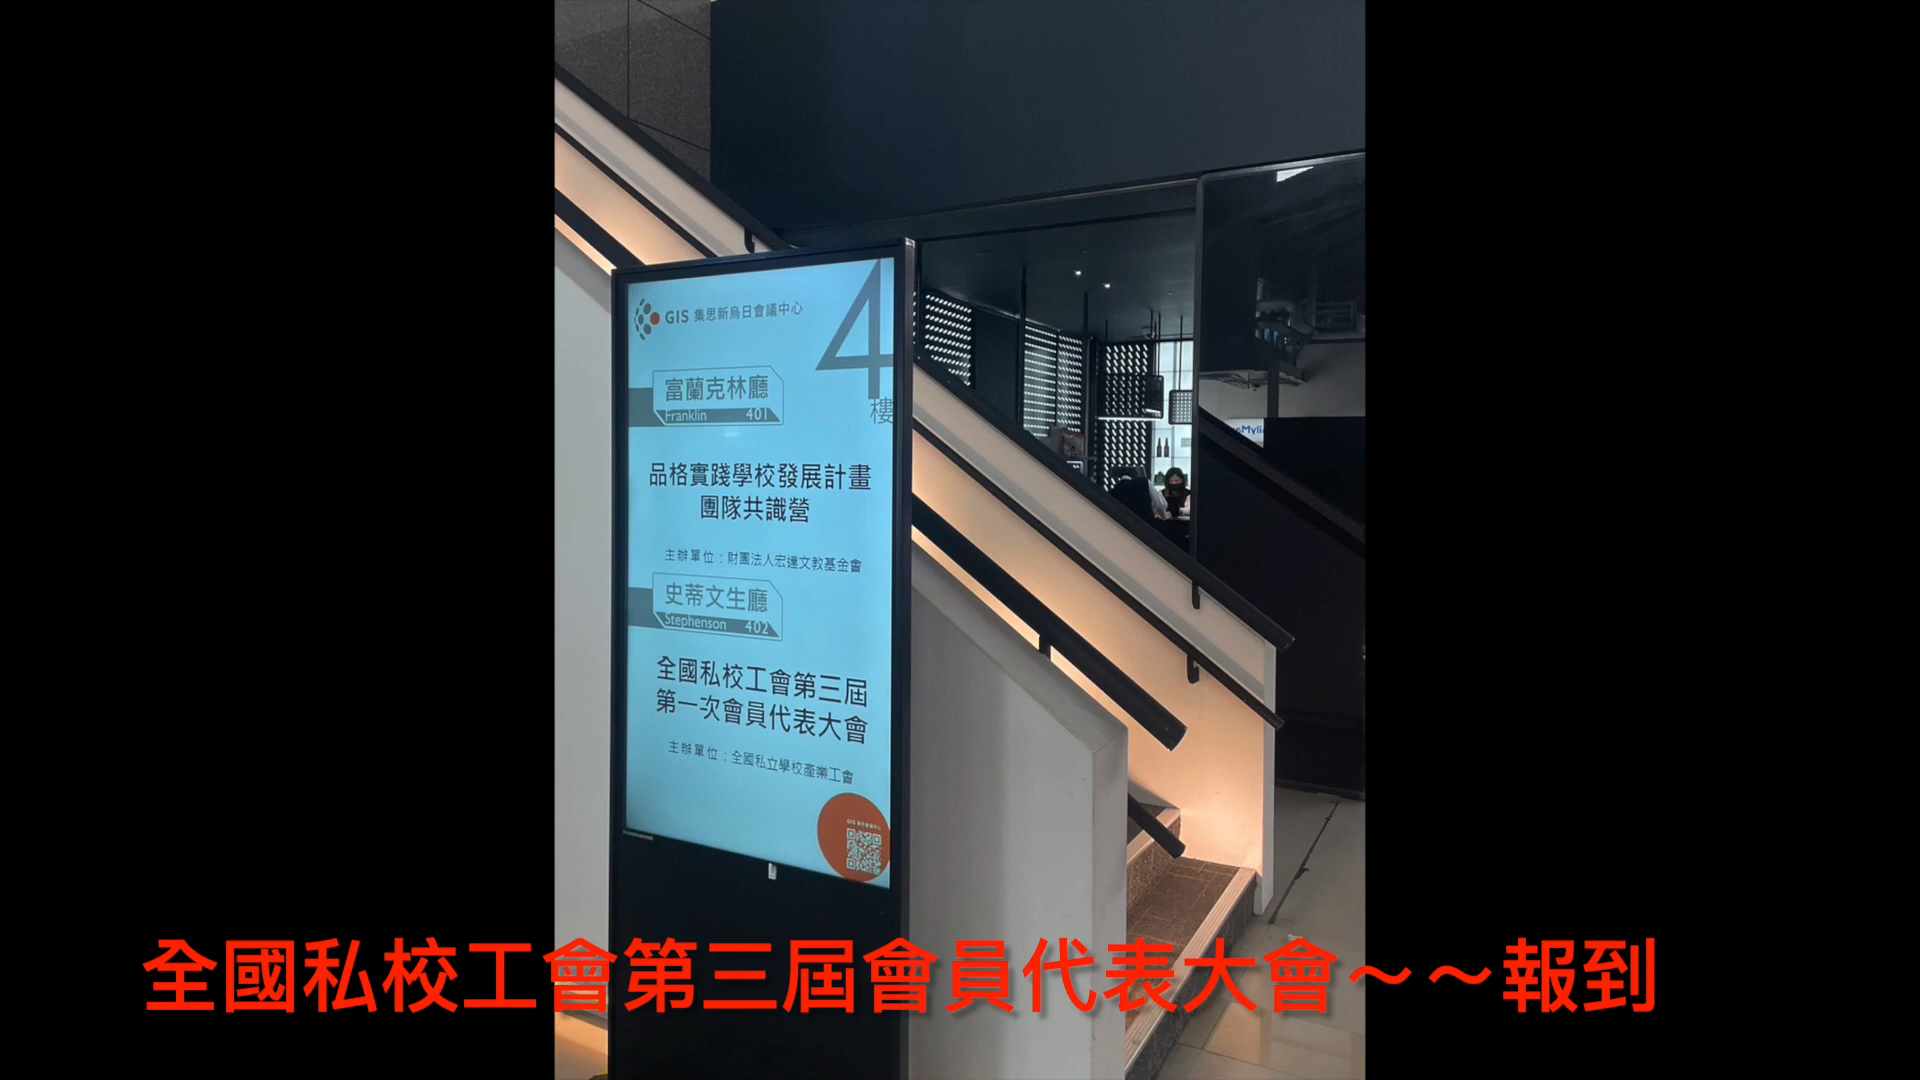 GIS 集思新烏日會議中心
4
樓
富蘭克林廳
Franklin 401
品格實踐學校發展計畫
團隊共識營
主辦單位：財團法人宏達文教基金會
史蒂文生廳
Stephenson 402
全國私校工會第三屆
第一次會員代表大會
主辦單位：全國私立學校產業工會
全國私校工會第三屆會員代表大會～～報到